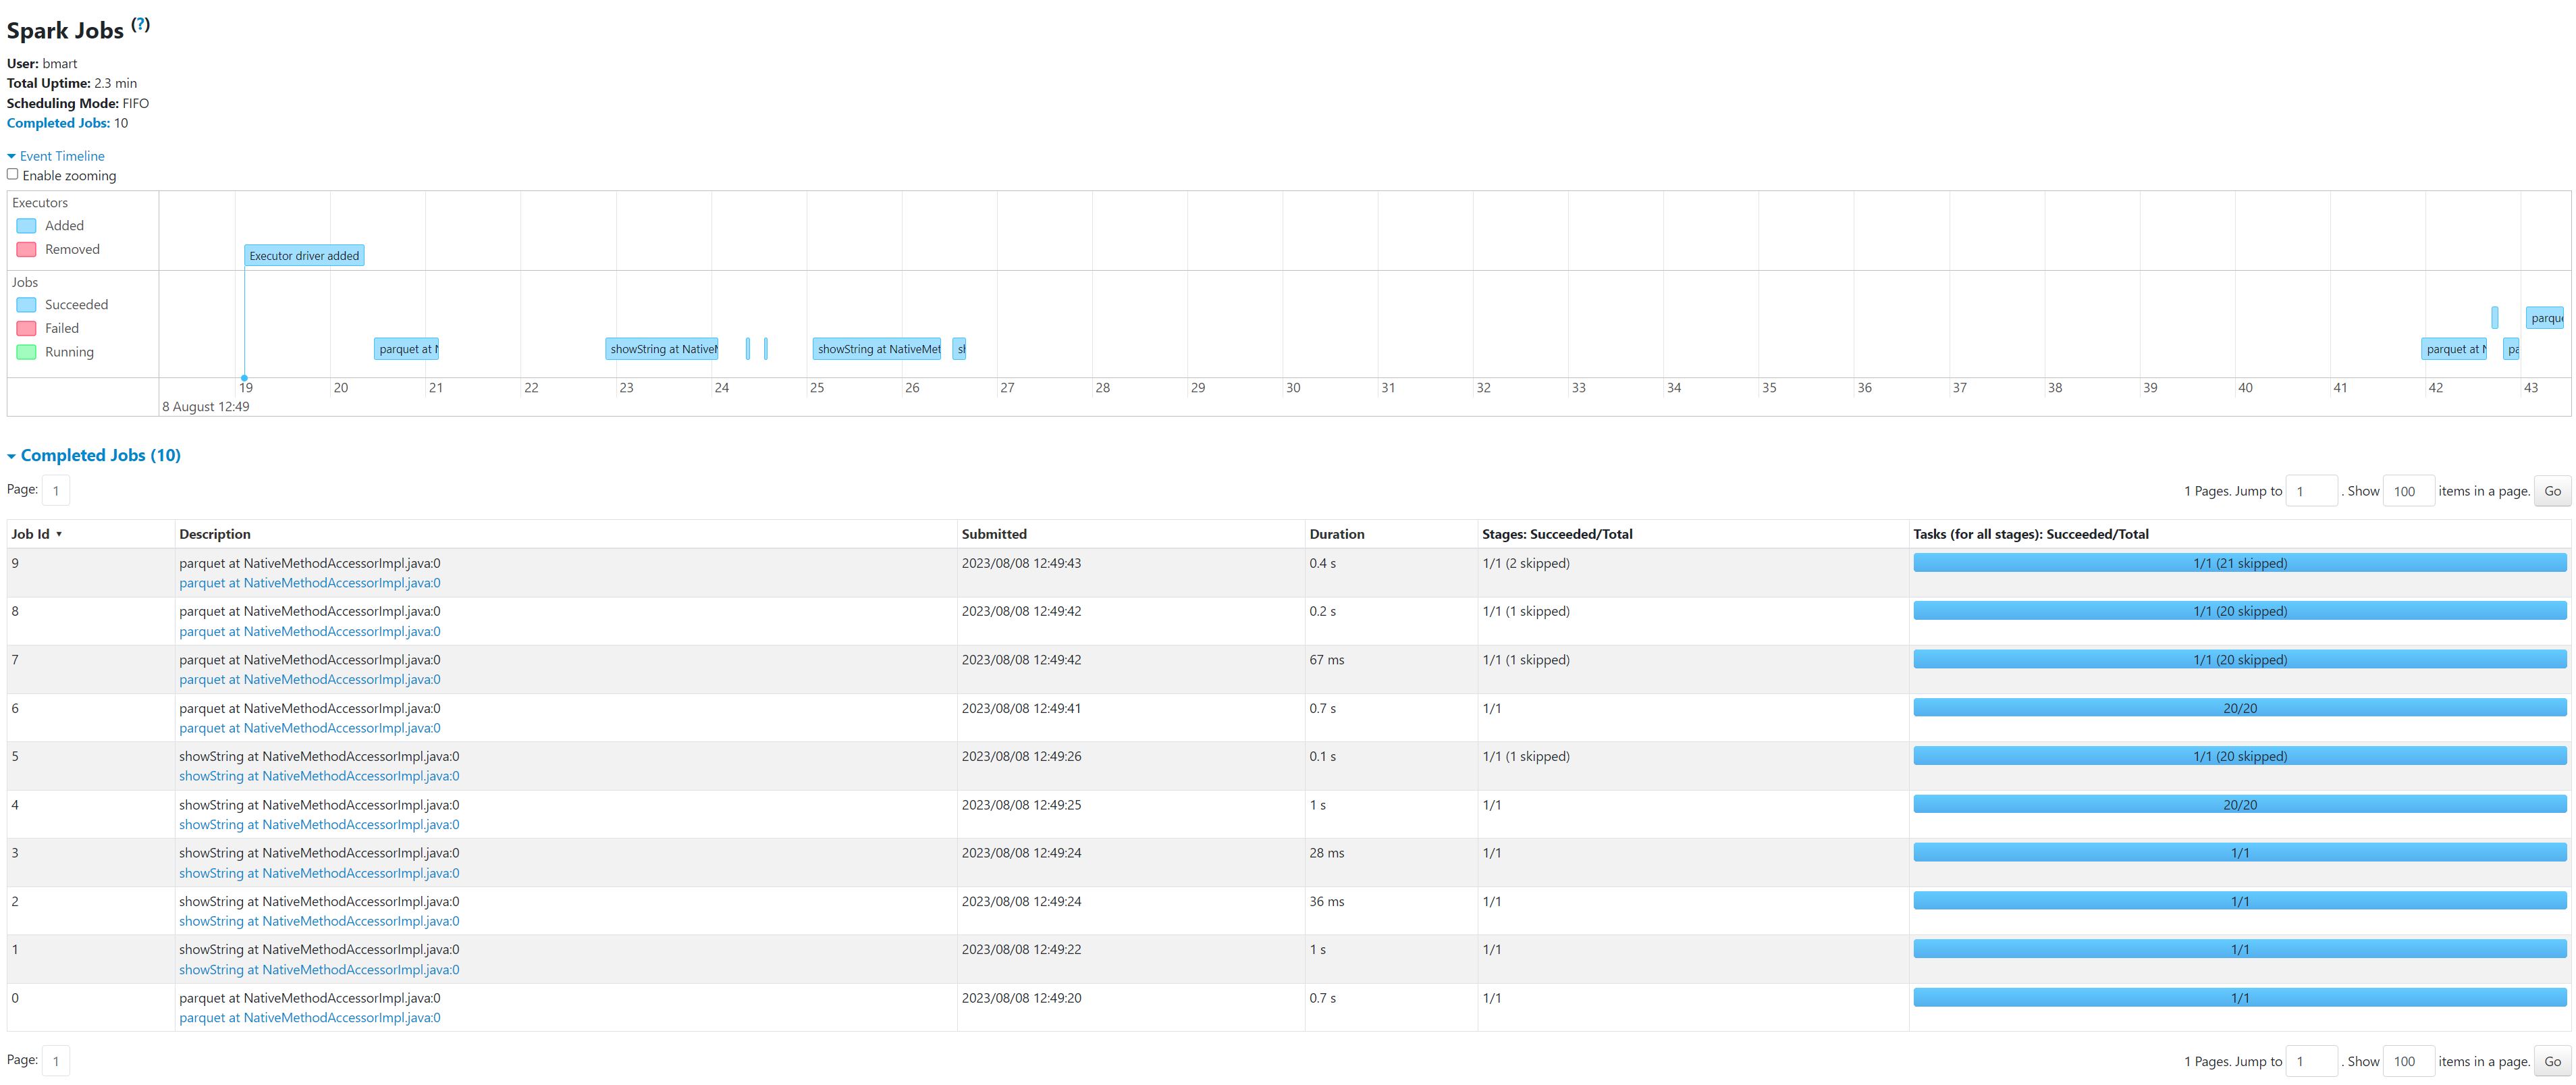 Spark Jobs (?)
User: bmart
Total Uptime: 2.3 min
Scheduling Mode: FIFO
Completed Jobs: 10
Event Timeline
Enable zooming
Executors
Added
Removed
Executor driver added
Jobs
Succeeded
Failed
Running
parquet at N
showString at NativeM
showString at NativeMet
sh
parquet at N
pa
parque
19 20 21 22 23 24 25 26 27 28 29 30 31 32 33 34 35 36 37 38 39 40 41 42 43
8 August 12:49
Completed Jobs (10)
Page: 1
1 Pages. Jump to 1 . Show 100 items in a page. Go
Job Id ▾ Description Submitted Duration Stages: Succeeded/Total Tasks (for all stages): Succeeded/Total
9 parquet at NativeMethodAccessorImpl.java:0 2023/08/08 12:49:43 0.4 s 1/1 (2 skipped) 1/1 (21 skipped)
parquet at NativeMethodAccessorImpl.java:0
8 parquet at NativeMethodAccessorImpl.java:0 2023/08/08 12:49:42 0.2 s 1/1 (1 skipped) 1/1 (20 skipped)
parquet at NativeMethodAccessorImpl.java:0
7 parquet at NativeMethodAccessorImpl.java:0 2023/08/08 12:49:42 67 ms 1/1 (1 skipped) 1/1 (20 skipped)
parquet at NativeMethodAccessorImpl.java:0
6 parquet at NativeMethodAccessorImpl.java:0 2023/08/08 12:49:41 0.7 s 1/1 20/20
parquet at NativeMethodAccessorImpl.java:0
5 showString at NativeMethodAccessorImpl.java:0 2023/08/08 12:49:26 0.1 s 1/1 (1 skipped) 1/1 (20 skipped)
showString at NativeMethodAccessorImpl.java:0
4 showString at NativeMethodAccessorImpl.java:0 2023/08/08 12:49:25 1 s 1/1 20/20
showString at NativeMethodAccessorImpl.java:0
3 showString at NativeMethodAccessorImpl.java:0 2023/08/08 12:49:24 28 ms 1/1 1/1
showString at NativeMethodAccessorImpl.java:0
2 showString at NativeMethodAccessorImpl.java:0 2023/08/08 12:49:24 36 ms 1/1 1/1
showString at NativeMethodAccessorImpl.java:0
1 showString at NativeMethodAccessorImpl.java:0 2023/08/08 12:49:22 1 s 1/1 1/1
showString at NativeMethodAccessorImpl.java:0
0 parquet at NativeMethodAccessorImpl.java:0 2023/08/08 12:49:20 0.7 s 1/1 1/1
parquet at NativeMethodAccessorImpl.java:0
Page: 1
1 Pages. Jump to 1 . Show 100 items in a page. Go